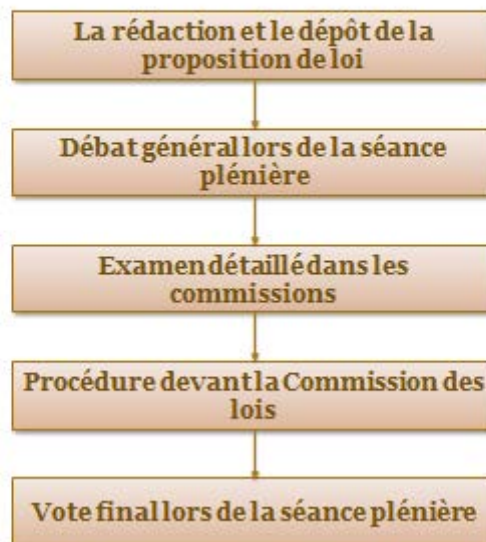 La rédaction et le dépôt de la
proposition de loi
Débat général lors de la séance
plénière
Examen détaillé dans les
commissions
Procédure devant la Commission des
lois
Vote final lors de la séance plénière